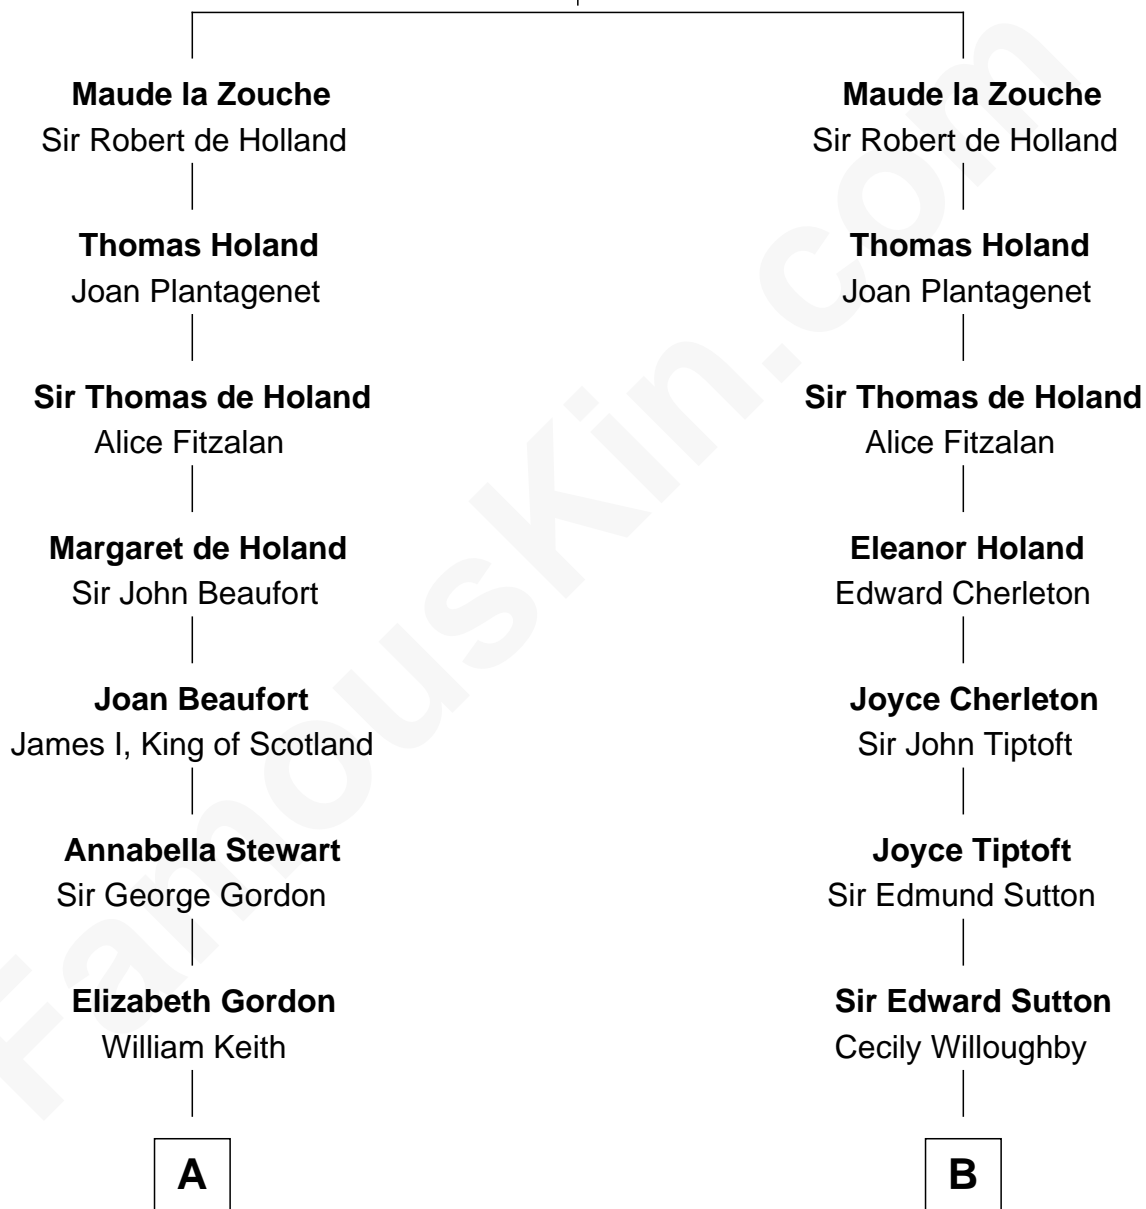 Maude la Zouche
Sir Robert de Holland
Thomas Holand
Joan Plantagenet
Sir Thomas de Holand
Alice Fitzalan
Margaret de Holand
Sir John Beaufort
Joan Beaufort
James I, King of Scotland
Annabella Stewart
Sir George Gordon
Elizabeth Gordon
William Keith
A
Maude la Zouche
Sir Robert de Holland
Thomas Holand
Joan Plantagenet
Sir Thomas de Holand
Alice Fitzalan
Eleanor Holand
Edward Cherleton
Joyce Cherleton
Sir John Tiptoft
Joyce Tiptoft
Sir Edmund Sutton
Sir Edward Sutton
Cecily Willoughby
B
FamousKin.com